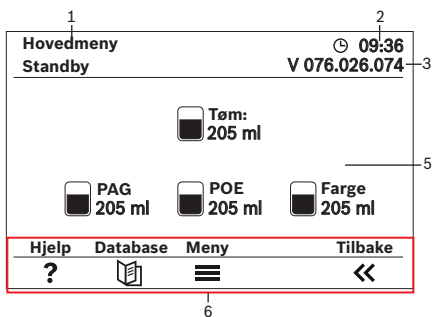 1 2
Hovedmeny 09:36
Standby V 076.026.074 3
Tøm:
205 ml
5
PAG POE Farge
205 ml 205 ml 205 ml
Hjelp Database Meny Tilbake
?
6